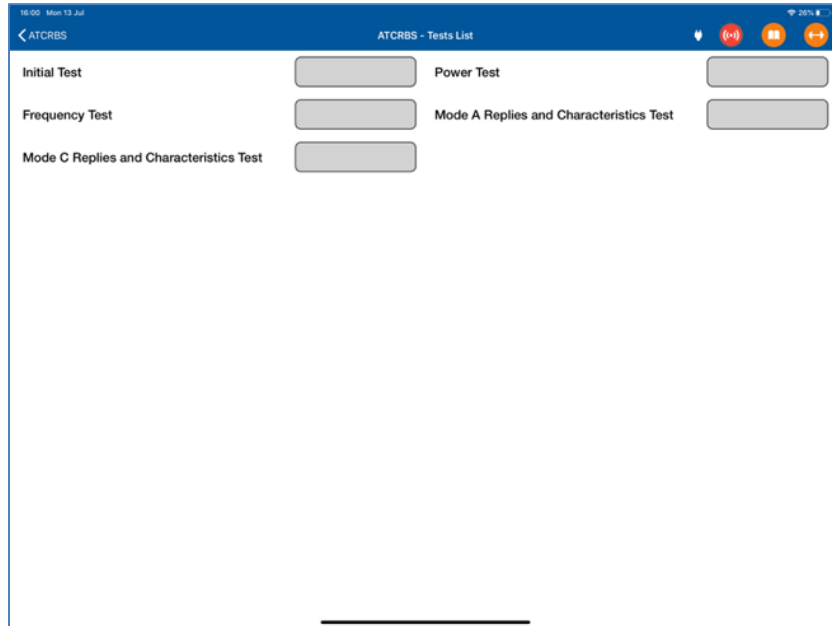 16:00 Mon 13 Jul
26%
ATCRBS
ATCRBS - Tests List
Initial Test
Power Test
Frequency Test
Mode A Replies and Characteristics Test
Mode C Replies and Characteristics Test